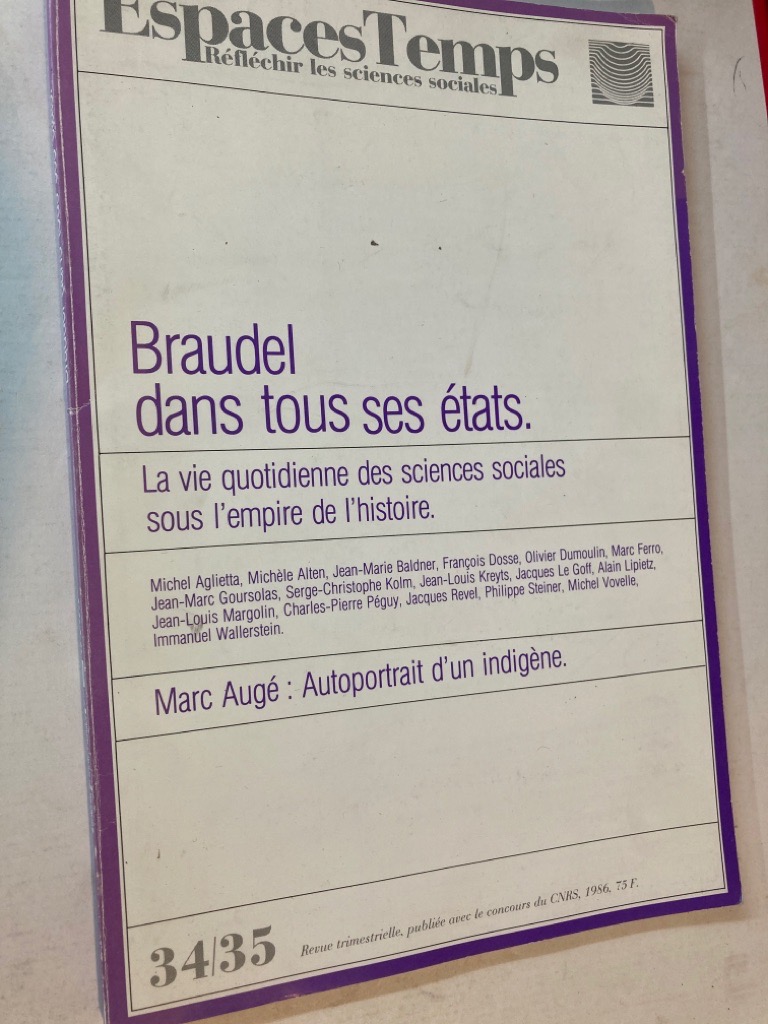 EspacesTemps
Réfléchir les sciences sociales
Braudel
dans tous ses états.
La vie quotidienne des sciences sociales
sous l'empire de l'histoire.
Michel Aglietta, Michèle Alten, Jean-Marie Baldner, François Dosse, Olivier Dumoulin, Marc Ferro,
Jean-Marc Goursolas, Serge-Christophe Kolm, Jean-Louis Kreyts, Jacques Le Goff, Alain Lipietz,
Jean-Louis Margolin, Charles-Pierre Péguy, Jacques Revel, Philippe Steiner, Michel Vovelle,
Immanuel Wallerstein.
Marc Augé : Autoportrait d'un indigène.
34/35
Revue trimestrielle, publiée avec le concours du CNRS, 1986, 75 F.